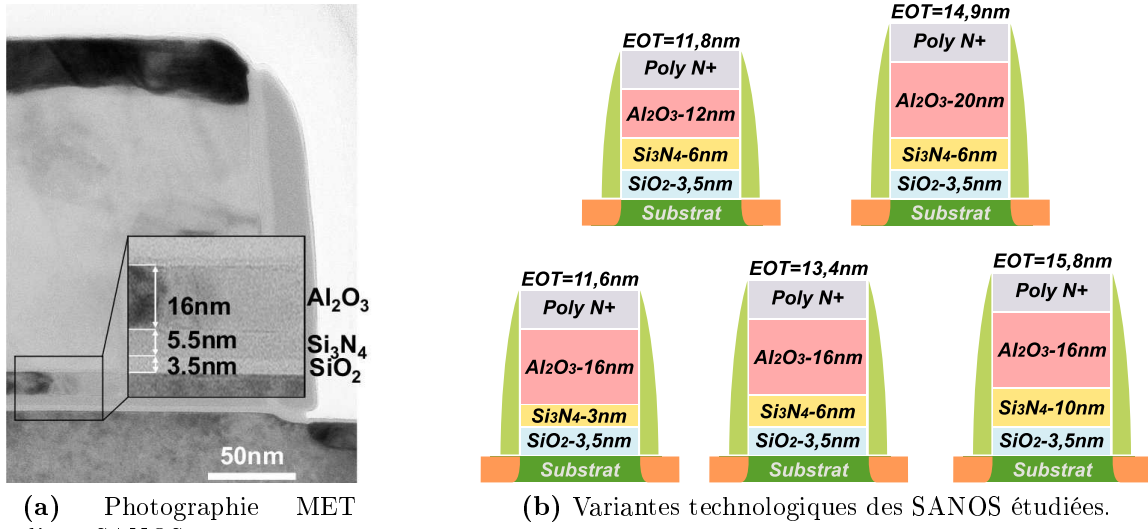 Al2O3
16nm
5.5nm
Si3N4
3.5nm
SiO2
50nm
(a) Photographie MET
EOT=11,8nm
Poly N+
Al2O3-12nm
Si3N4-6nm
SiO2-3,5nm
Substrat
EOT=14,9nm
Poly N+
Al2O3-20nm
Si3N4-6nm
SiO2-3,5nm
Substrat
EOT=11,6nm
Poly N+
Al2O3-16nm
Si3N4-3nm
SiO2-3,5nm
Substrat
EOT=13,4nm
Poly N+
Al2O3-16nm
Si3N4-6nm
SiO2-3,5nm
Substrat
EOT=15,8nm
Poly N+
Al2O3-16nm
Si3N4-10nm
SiO2-3,5nm
Substrat
(b) Variantes technologiques des SANOS étudiées.